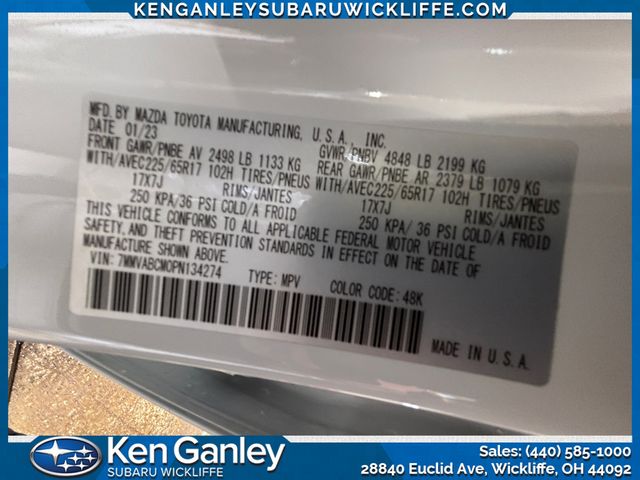 KENGANLEYSUBARUWICKLIFFE.COM
MFD. BY MAZDA TOYOTA MANUFACTURING, U.S.A., INC.
DATE 01/23
GVWR/PNBV 4848 LB 2199 KG
FRONT GAWR/PNBE AV 2498 LB 1133 KG
REAR GAWR/PNBE AR 2379 LB 1079 KG
WITH/AVEC225/65R17 102H TIRES/PNEUS
WITH/AVEC225/65R17 102H TIRES/PNEUS
17X7J RIMS/JANTES
17X7J RIMS/JANTES
250 KPA/36 PSI COLD/A FROID
250 KPA/ 36 PSI COLD/A FROID
THIS VEHICLE CONFORMS TO ALL APPLICABLE FEDERAL MOTOR VEHICLE
SAFETY, AND THEFT PREVENTION STANDARDS IN EFFECT ON THE DATE OF
MANUFACTURE SHOWN ABOVE.
VIN: 7MMVABCM0PN134274 TYPE: MPV COLOR CODE: 48K
MADE IN U.S.A.
SUBARU
Ken Ganley
SUBARU WICKLIFFE
Sales: (440) 585-1000
28840 Euclid Ave, Wickliffe, OH 44092